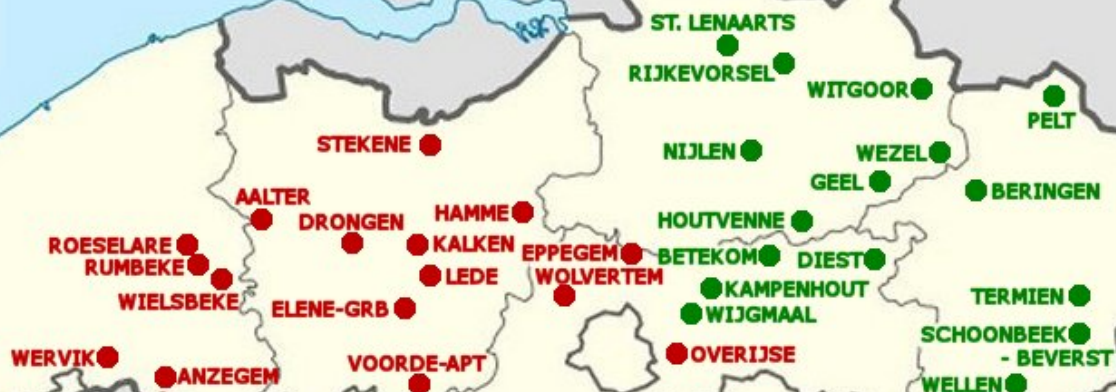 ST. LENAARTS
RIJKEVORSEL
WITGOOR
PELT
STEKENE
NIJLEN
WEZEL
GEEL
BERINGEN
AALTER
DRONGEN
HAMME
HOUTVENNE
ROESELARE
KALKEN
EPPEGEM
BETEKOM
DIEST
RUMBEKE
LEDE
WOLVERTEM
WIELSBEKE
KAMPENHOUT
TERMIEN
ELENE-GRB
WIJGMAAL
SCHOONBEEK
- BEVERST
WERVIK
OVERIJSE
VOORDE-APT
ANZEGEM
WELLEN